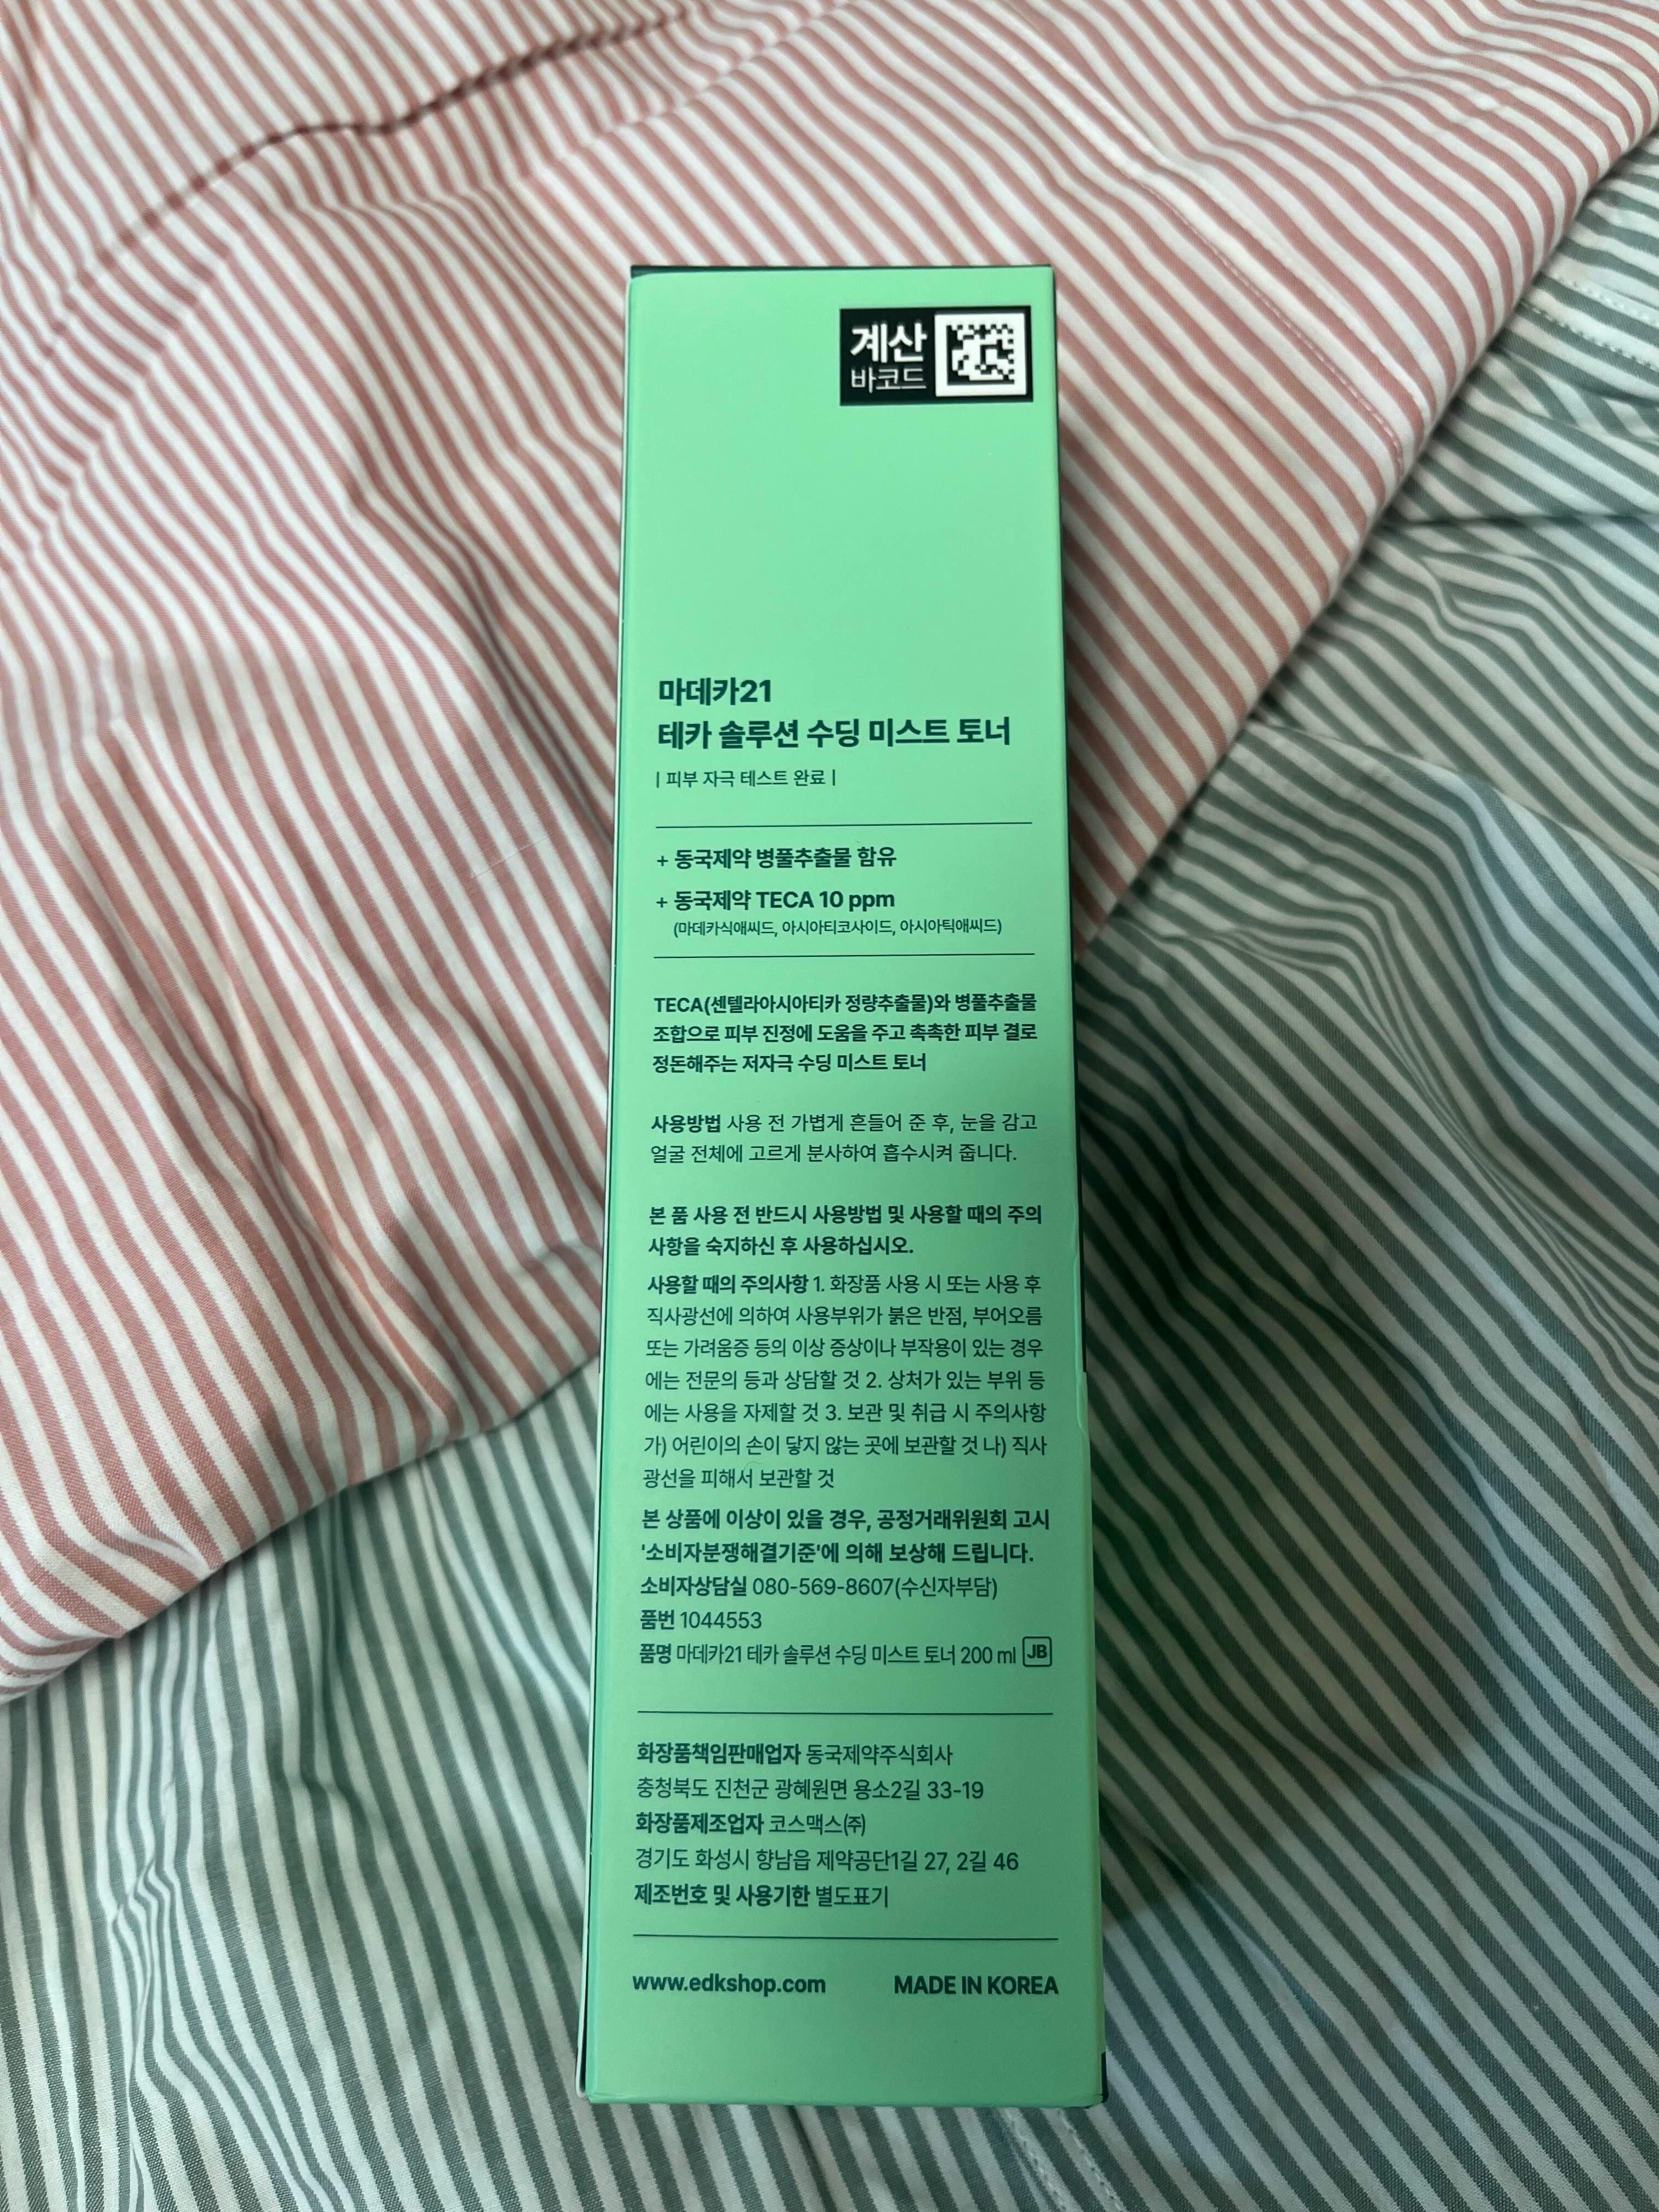 계산
바코드
마데카21
테카 솔루션 수딩 미스트 토너
| 피부 자극 테스트 완료 |
+ 동국제약 병풀추출물 함유
+ 동국제약 TECA 10 ppm
(마데카식애씨드, 아시아티코사이드, 아시아틱애씨드)
TECA(센텔라아시아티카 정량추출물)와 병풀추출물
조합으로 피부 진정에 도움을 주고 촉촉한 피부 결로
정돈해주는 저자극 수딩 미스트 토너
사용방법 사용 전 가볍게 흔들어 준 후, 눈을 감고
얼굴 전체에 고르게 분사하여 흡수시켜 줍니다.
본 품 사용 전 반드시 사용방법 및 사용할 때의 주의
사항을 숙지하신 후 사용하십시오.
사용할 때의 주의사항 1. 화장품 사용 시 또는 사용 후
직사광선에 의하여 사용부위가 붉은 반점, 부어오름
또는 가려움증 등의 이상 증상이나 부작용이 있는 경우
에는 전문의 등과 상담할 것 2. 상처가 있는 부위 등
에는 사용을 자제할 것 3. 보관 및 취급 시 주의사항
가) 어린이의 손이 닿지 않는 곳에 보관할 것 나) 직사
광선을 피해서 보관할 것
본 상품에 이상이 있을 경우, 공정거래위원회 고시
'소비자분쟁해결기준'에 의해 보상해 드립니다.
소비자상담실 080-569-8607(수신자부담)
품번 1044553
품명 마데카21 테카 솔루션 수딩 미스트 토너 200 ml JB
화장품책임판매업자 동국제약주식회사
충청북도 진천군 광혜원면 용소2길 33-19
화장품제조업자 코스맥스㈜
경기도 화성시 향남읍 제약공단1길 27, 2길 46
제조번호 및 사용기한 별도표기
www.edkshop.com MADE IN KOREA